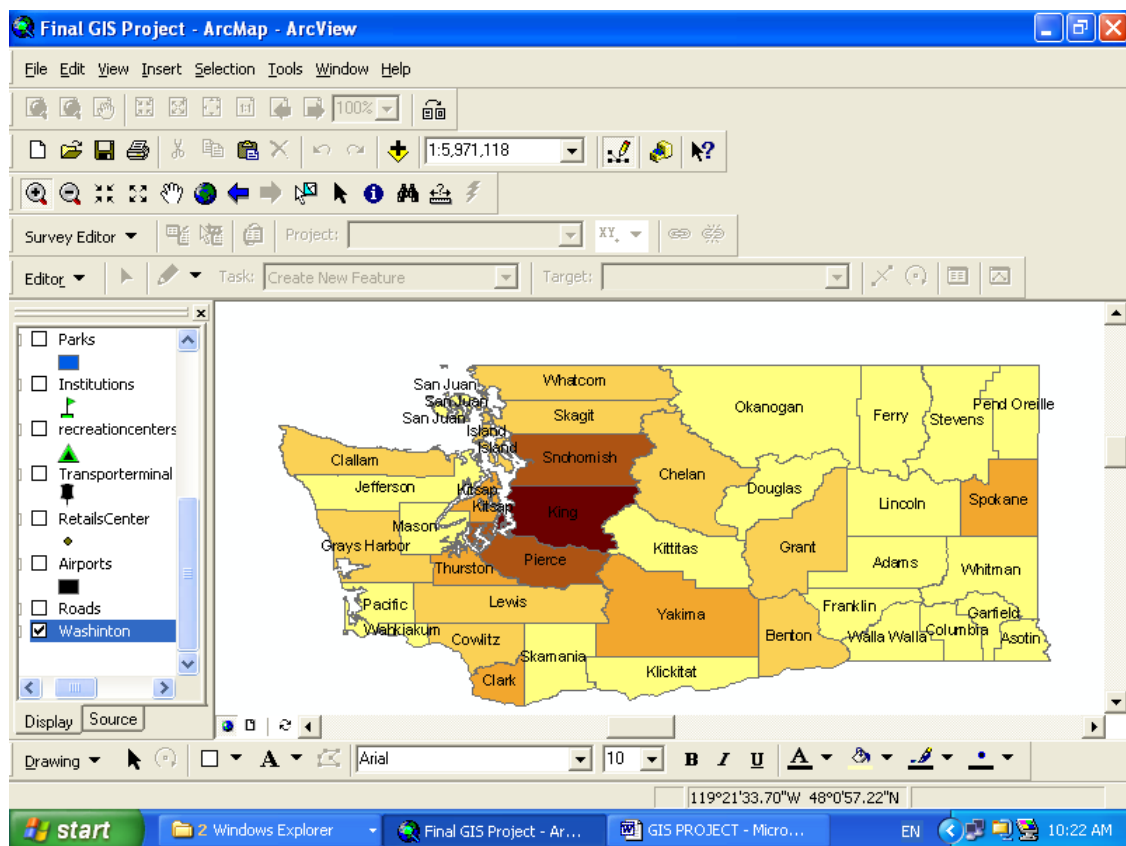 Final GIS Project - ArcMap - ArcView
File Edit View Insert Selection Tools Window Help
1:1 100%
1:5,971,118
Survey Editor Project: XY
Editor Task: Create New Feature Target:
Parks
Institutions
recreationcenters
Transporterminal
RetailsCenter
Airports
Roads
Washinton
Display Source
San Juan Whatcom
San Juan Okanogan Ferry Stevens Pend Oreille
San Juan Skagit
Island
Island
Clallam Snohomish Chelan
Jefferson Kitsap Douglas Lincoln Spokane
Kitsap King
Mason
Grays Harbor Kittitas Grant
Thurston Pierce Adams Whitman
Pacific Lewis Yakima Franklin Garfield
Wahkiakum Cowlitz Benton Walla Walla Columbia Asotin
Skamania
Clark Klickitat
Drawing A Arial 10 B I U A
119°21'33.70"W 48°0'57.22"N
start 2 Windows Explorer Final GIS Project - Ar... GIS PROJECT - Micro... EN 10:22 AM